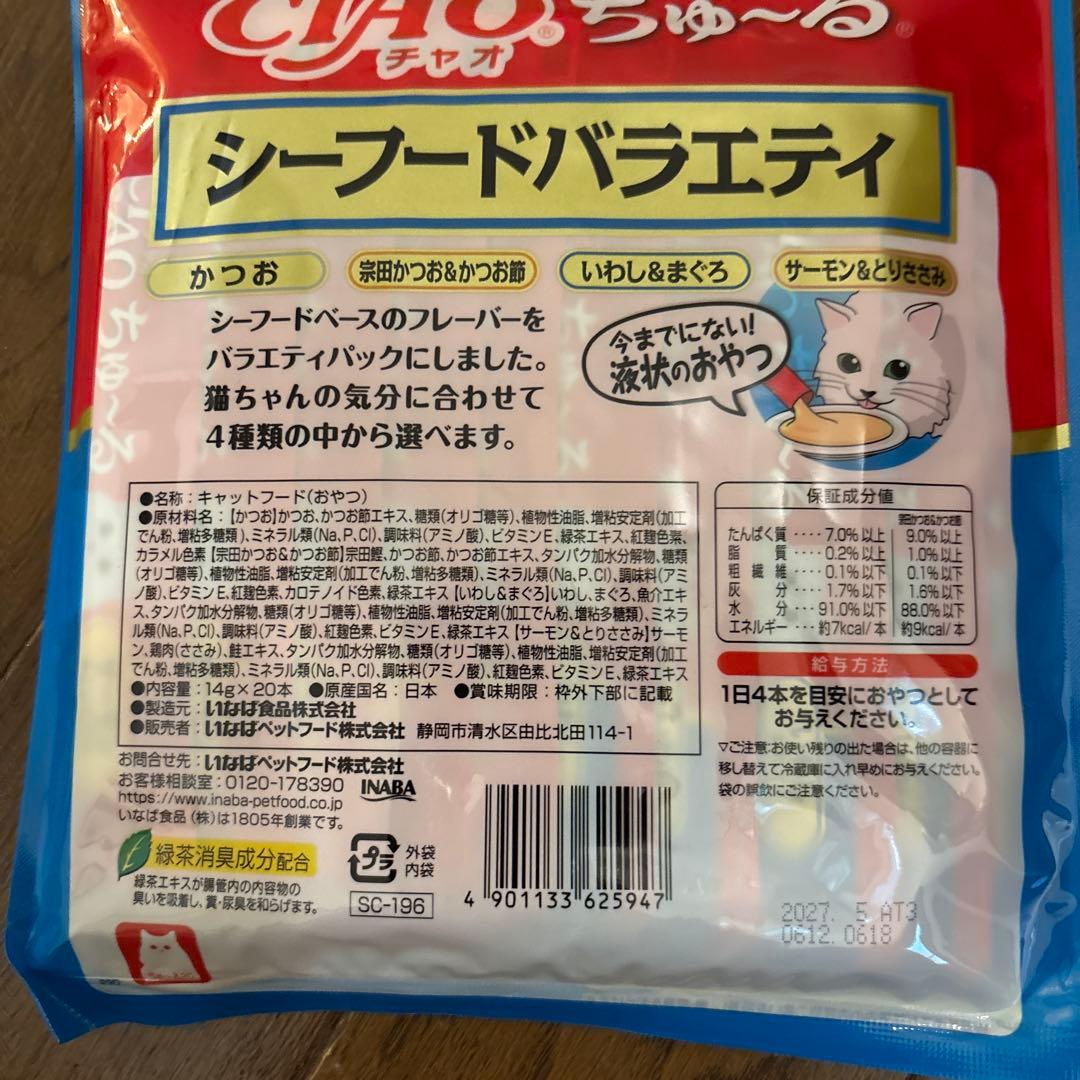 CIAO® ちゅ～る®
チャオ
シーフードバラエティ
かつお
宗田かつお&かつお節
いわし&まぐろ
サーモン&とりささみ
シーフードベースのフレーバーを
バラエティパックにしました。
猫ちゃんの気分に合わせて
4種類の中から選べます。
今までにない!
液状のおやつ
●名称：キャットフード(おやつ)
●原材料名：【かつお】かつお、かつお節エキス、糖類(オリゴ糖等)、植物性油脂、増粘安定剤(加工
でん粉、増粘多糖類)、ミネラル類(Na、P、Cl)、調味料(アミノ酸)、ビタミンE、緑茶エキス、紅麹色素、
カラメル色素【宗田かつお&かつお節】宗田鰹、かつお節、かつお節エキス、タンパク加水分解物、糖類
(オリゴ糖等)、植物性油脂、増粘安定剤(加工でん粉、増粘多糖類)、ミネラル類(Na、P、Cl)、調味料(アミ
ノ酸)、ビタミンE、紅麹色素、カロテノイド色素、緑茶エキス【いわし&まぐろ】いわし、まぐろ、魚介エキ
ス、タンパク加水分解物、糖類(オリゴ糖等)、植物性油脂、増粘安定剤(加工でん粉、増粘多糖類)、ミネラ
ル類(Na、P、Cl)、調味料(アミノ酸)、紅麹色素、ビタミンE、緑茶エキス【サーモン&とりささみ】サーモ
ン、鶏肉(ささみ)、鮭エキス、タンパク加水分解物、糖類(オリゴ糖等)、植物性油脂、増粘安定剤(加工
でん粉、増粘多糖類)、ミネラル類(Na、P、Cl)、調味料(アミノ酸)、紅麹色素、ビタミンE、緑茶エキス
●内容量：14g×20本 ●原産国名：日本 ●賞味期限：枠外下部に記載
●製造元：いなば食品株式会社
●販売者：いなばペットフード株式会社 静岡市清水区由比北田114-1
保証成分値
宗田かつお&かつお節
たんぱく質 ････7.0%以上 9.0%以上
脂質 ････0.2%以上 1.0%以上
粗繊維 ････0.1%以下 0.1%以下
灰分 ････1.7%以下 1.6%以下
水分 ････91.0%以下 88.0%以下
エネルギー ････約7kcal/本 約9kcal/本
給与方法
1日4本を目安におやつとして
お与えください。
▽ご注意:お使い残りの出た場合は、他の容器に
移し替えて冷蔵庫に入れ早めにお与えください。
袋の誤飲にご注意ください。
お問合せ先：いなばペットフード株式会社
お客様相談室：0120-178390 INABA
https://www.inaba-petfood.co.jp
いなば食品(株)は1805年創業です。
緑茶消臭成分配合
緑茶エキスが腸管内の内容物の
臭いを吸着し、糞・尿臭を和らげます。
プラ
外袋
内袋
SC-196
4 901133 625947
2027. 5 AT3
0612 0618